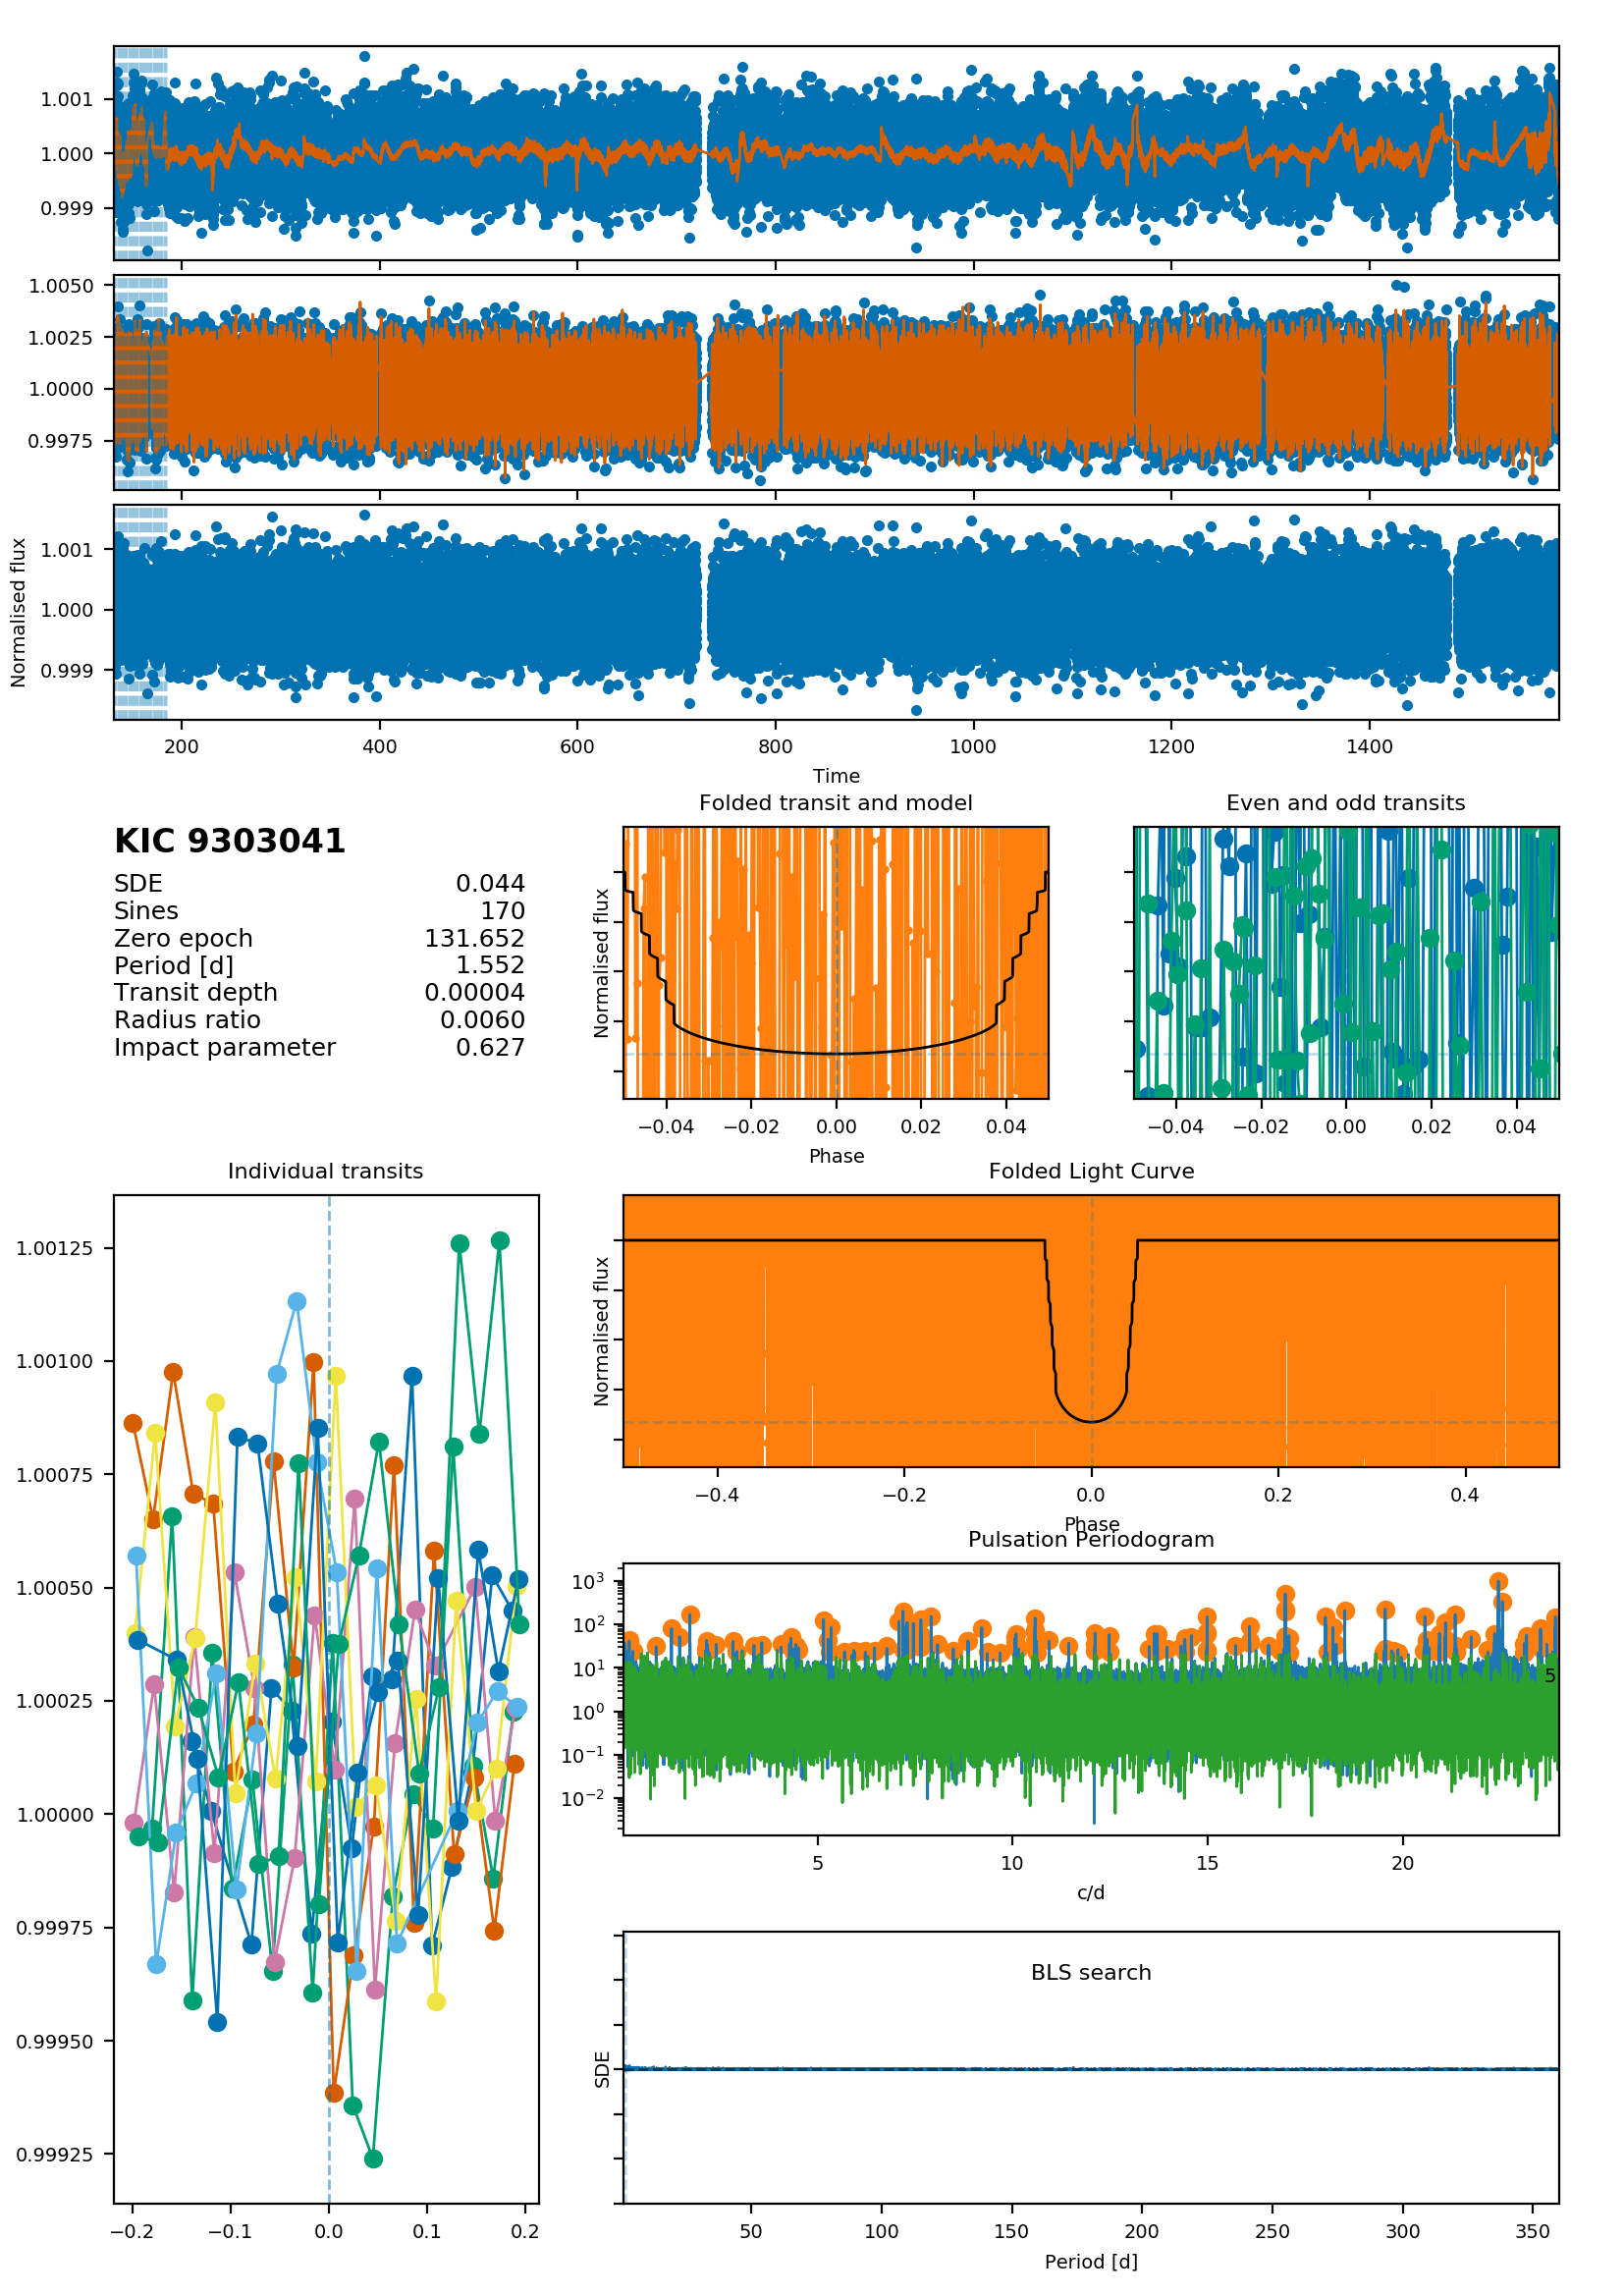 1.001
1.000
0.999
1.0050
1.0025
1.0000
0.9975
1.001
1.000
0.999
Normalised flux
200 400 600 800 1000 1200 1400
Time
KIC 9303041
SDE 0.044
Sines 170
Zero epoch 131.652
Period [d] 1.552
Transit depth 0.00004
Radius ratio 0.0060
Impact parameter 0.627
Folded transit and model
Normalised flux
−0.04 −0.02 0.00 0.02 0.04
Phase
Even and odd transits
−0.04 −0.02 0.00 0.02 0.04
Individual transits
1.00125
1.00100
1.00075
1.00050
1.00025
1.00000
0.99975
0.99950
0.99925
−0.2 −0.1 0.0 0.1 0.2
Folded Light Curve
Normalised flux
−0.4 −0.2 0.0 0.2 0.4
Phase
Pulsation Periodogram
10³
10²
10¹
10⁰
10⁻¹
10⁻²
5
5 10 15 20
c/d
BLS search
SDE
50 100 150 200 250 300 350
Period [d]